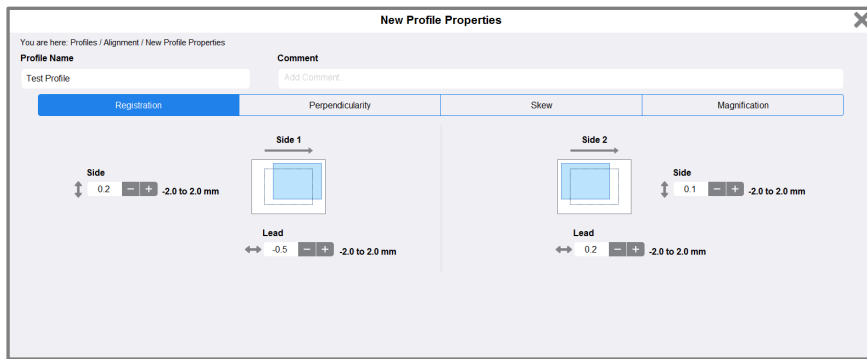 New Profile Properties
You are here: Profiles / Alignment / New Profile Properties
Profile Name
Comment
Test Profile
Add Comment
Registration
Perpendicularity
Skew
Magnification
Side 1
Side
0.2 − + -2.0 to 2.0 mm
Lead
-0.5 − + -2.0 to 2.0 mm
Side 2
Side
0.1 − + -2.0 to 2.0 mm
Lead
0.2 − + -2.0 to 2.0 mm